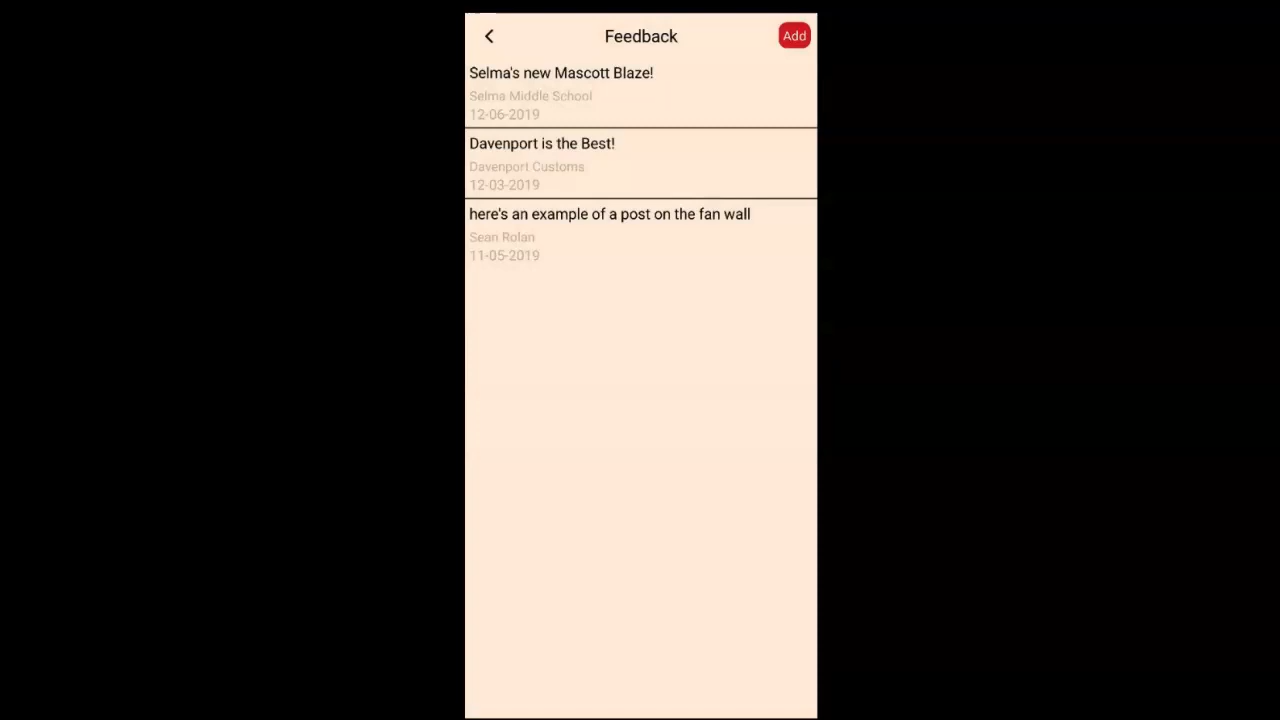 Feedback
Add
Selma's new Mascott Blaze!
Selma Middle School
12-06-2019
Davenport is the Best!
Davenport Customs
12-03-2019
here's an example of a post on the fan wall
Sean Rolan
11-05-2019